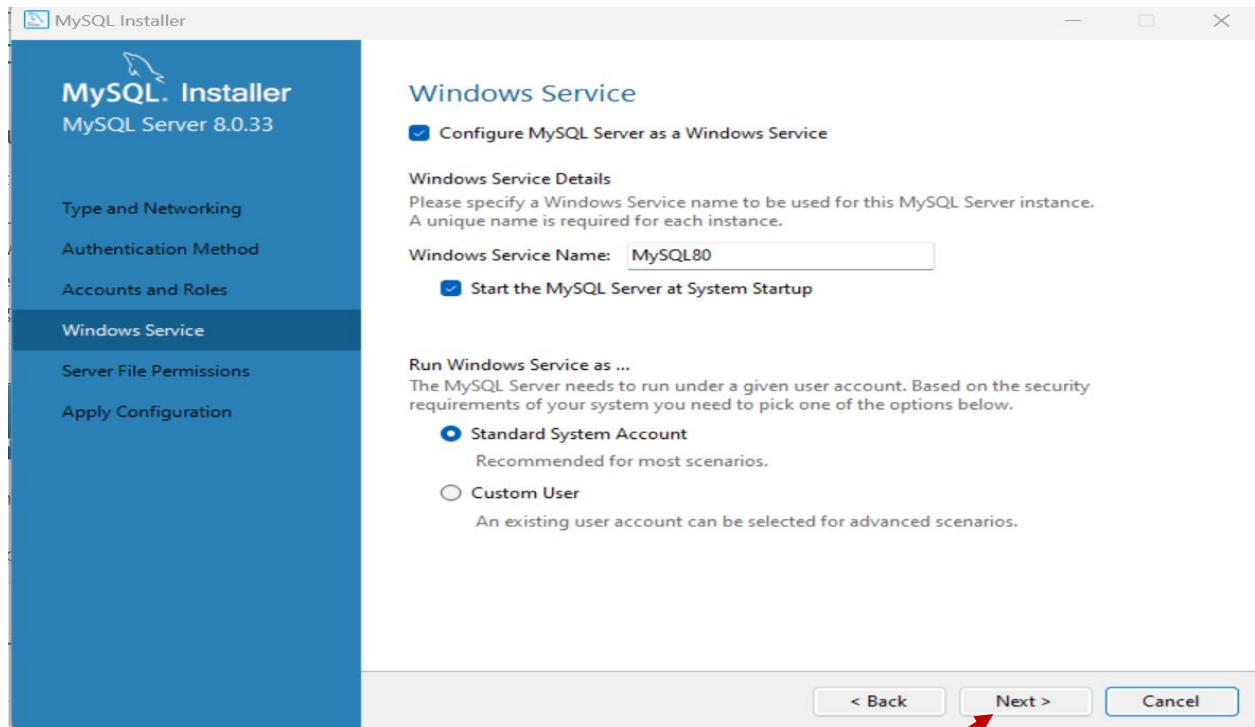 MySQL Installer
MySQL. Installer
MySQL Server 8.0.33
Type and Networking
Authentication Method
Accounts and Roles
Windows Service
Server File Permissions
Apply Configuration
Windows Service
Configure MySQL Server as a Windows Service
Windows Service Details
Please specify a Windows Service name to be used for this MySQL Server instance.
A unique name is required for each instance.
Windows Service Name: MySQL80
Start the MySQL Server at System Startup
Run Windows Service as ...
The MySQL Server needs to run under a given user account. Based on the security
requirements of your system you need to pick one of the options below.
Standard System Account
Recommended for most scenarios.
Custom User
An existing user account can be selected for advanced scenarios.
< Back Next > Cancel